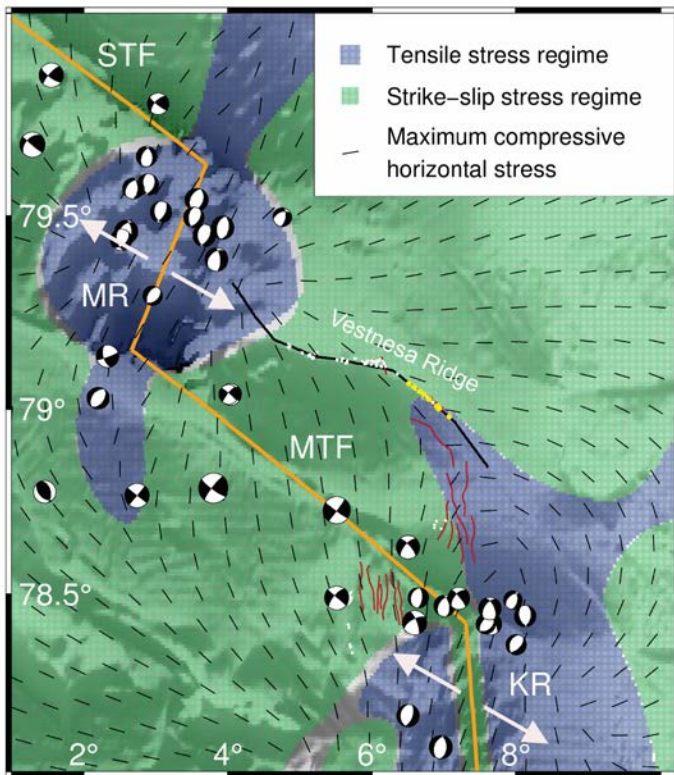 STF
Tensile stress regime
Strike-slip stress regime
Maximum compressive
horizontal stress
79.5°
MR
Vestnesa Ridge
79°
MTF
78.5°
KR
2°
4°
6°
8°